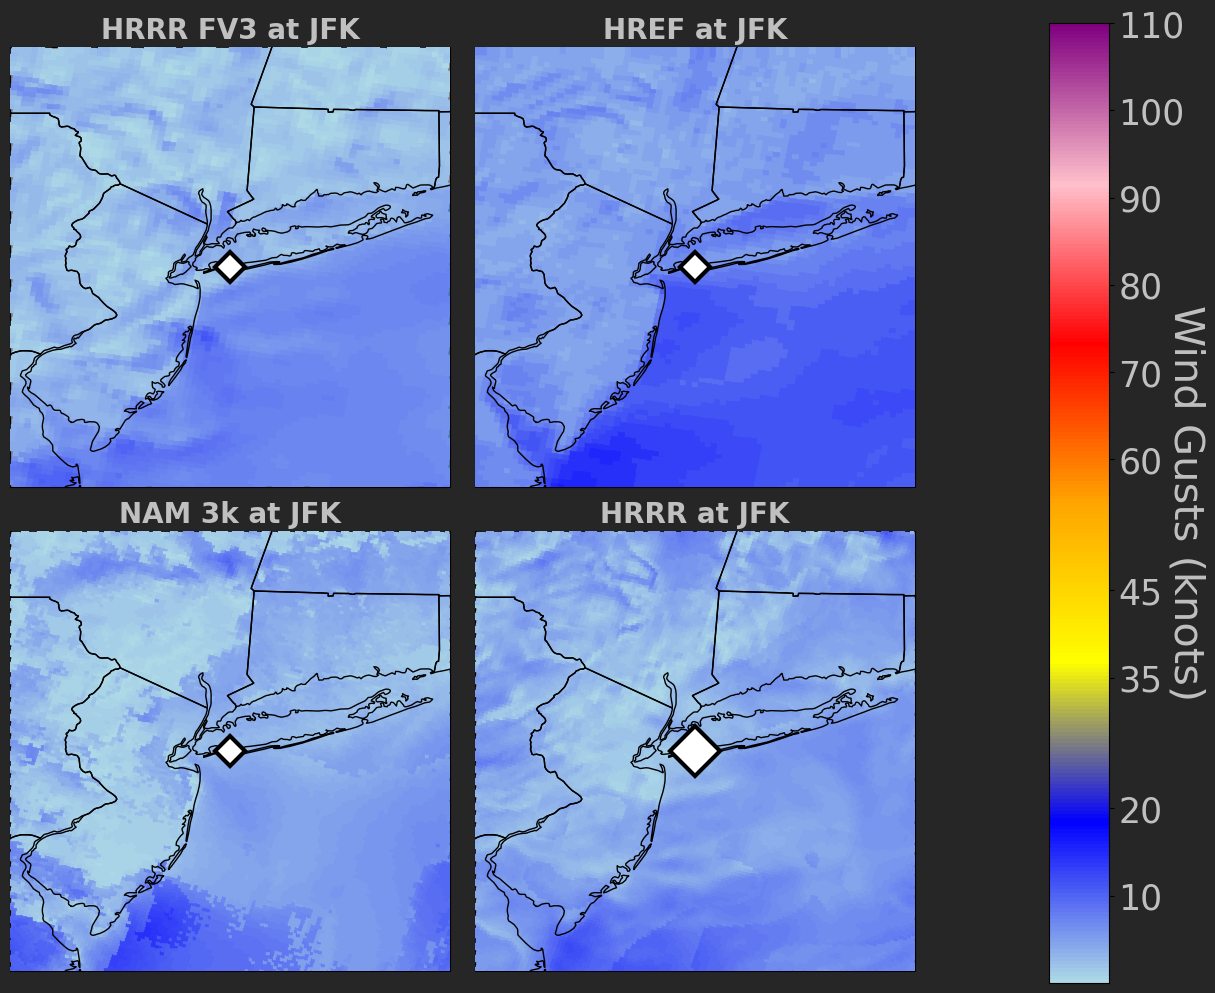 HRRR FV3 at JFK
HREF at JFK
NAM 3k at JFK
HRRR at JFK
110
100
90
80
70
60
45
35
20
10
Wind Gusts (knots)